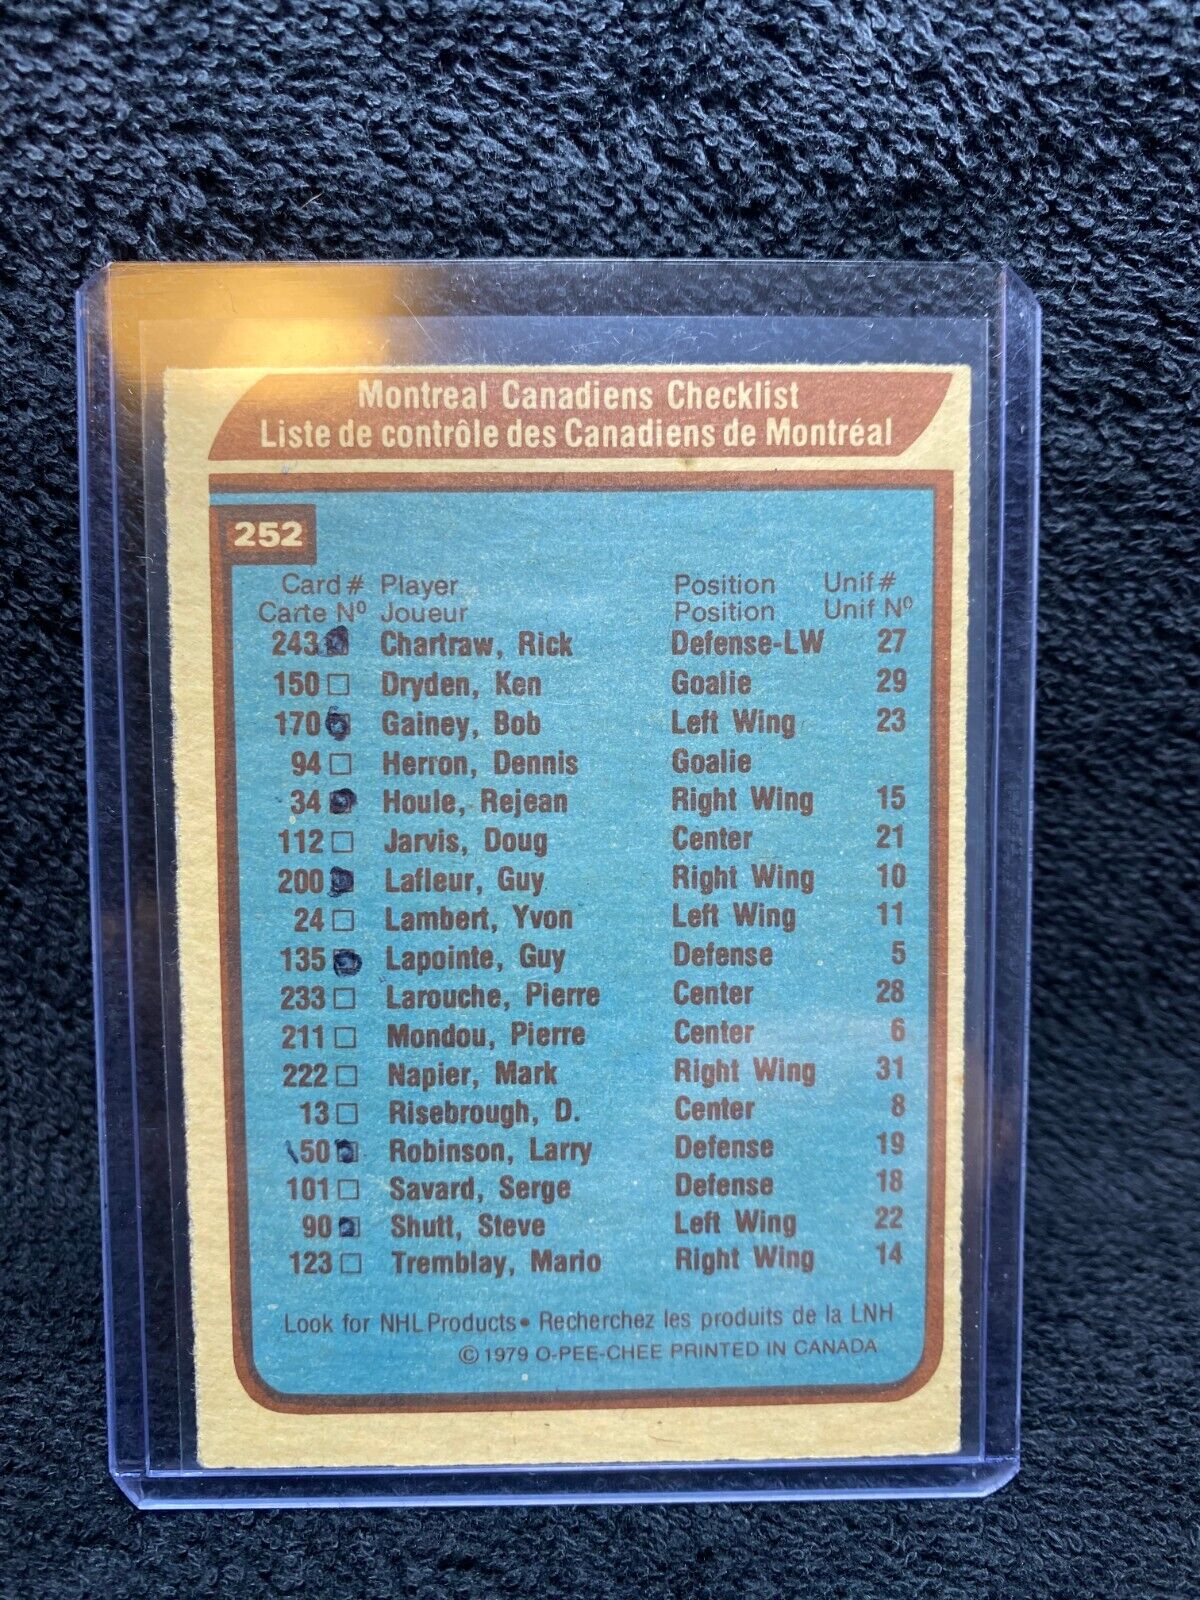 Montreal Canadiens Checklist
Liste de contrôle des Canadiens de Montréal
252
Card # Player Position Unif #
Carte Nº Joueur Position Unif Nº
243 Chartraw, Rick Defense-LW 27
150 □ Dryden, Ken Goalie 29
170 Gainey, Bob Left Wing 23
94 □ Herron, Dennis Goalie
34 Houle, Rejean Right Wing 15
112 □ Jarvis, Doug Center 21
200 Lafleur, Guy Right Wing 10
24 □ Lambert, Yvon Left Wing 11
135 Lapointe, Guy Defense 5
233 □ Larouche, Pierre Center 28
211 □ Mondou, Pierre Center 6
222 □ Napier, Mark Right Wing 31
13 □ Risebrough, D. Center 8
50 Robinson, Larry Defense 19
101 □ Savard, Serge Defense 18
90 Shutt, Steve Left Wing 22
123 □ Tremblay, Mario Right Wing 14
Look for NHL Products • Recherchez les produits de la LNH
© 1979 O-PEE-CHEE PRINTED IN CANADA